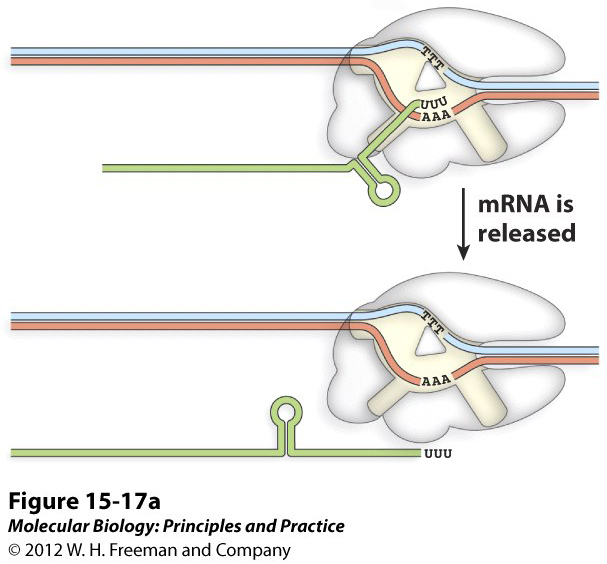 TTT
UUU
AAA
mRNA is
released
TTT
AAA
UUU
Figure 15-17a
Molecular Biology: Principles and Practice
© 2012 W. H. Freeman and Company